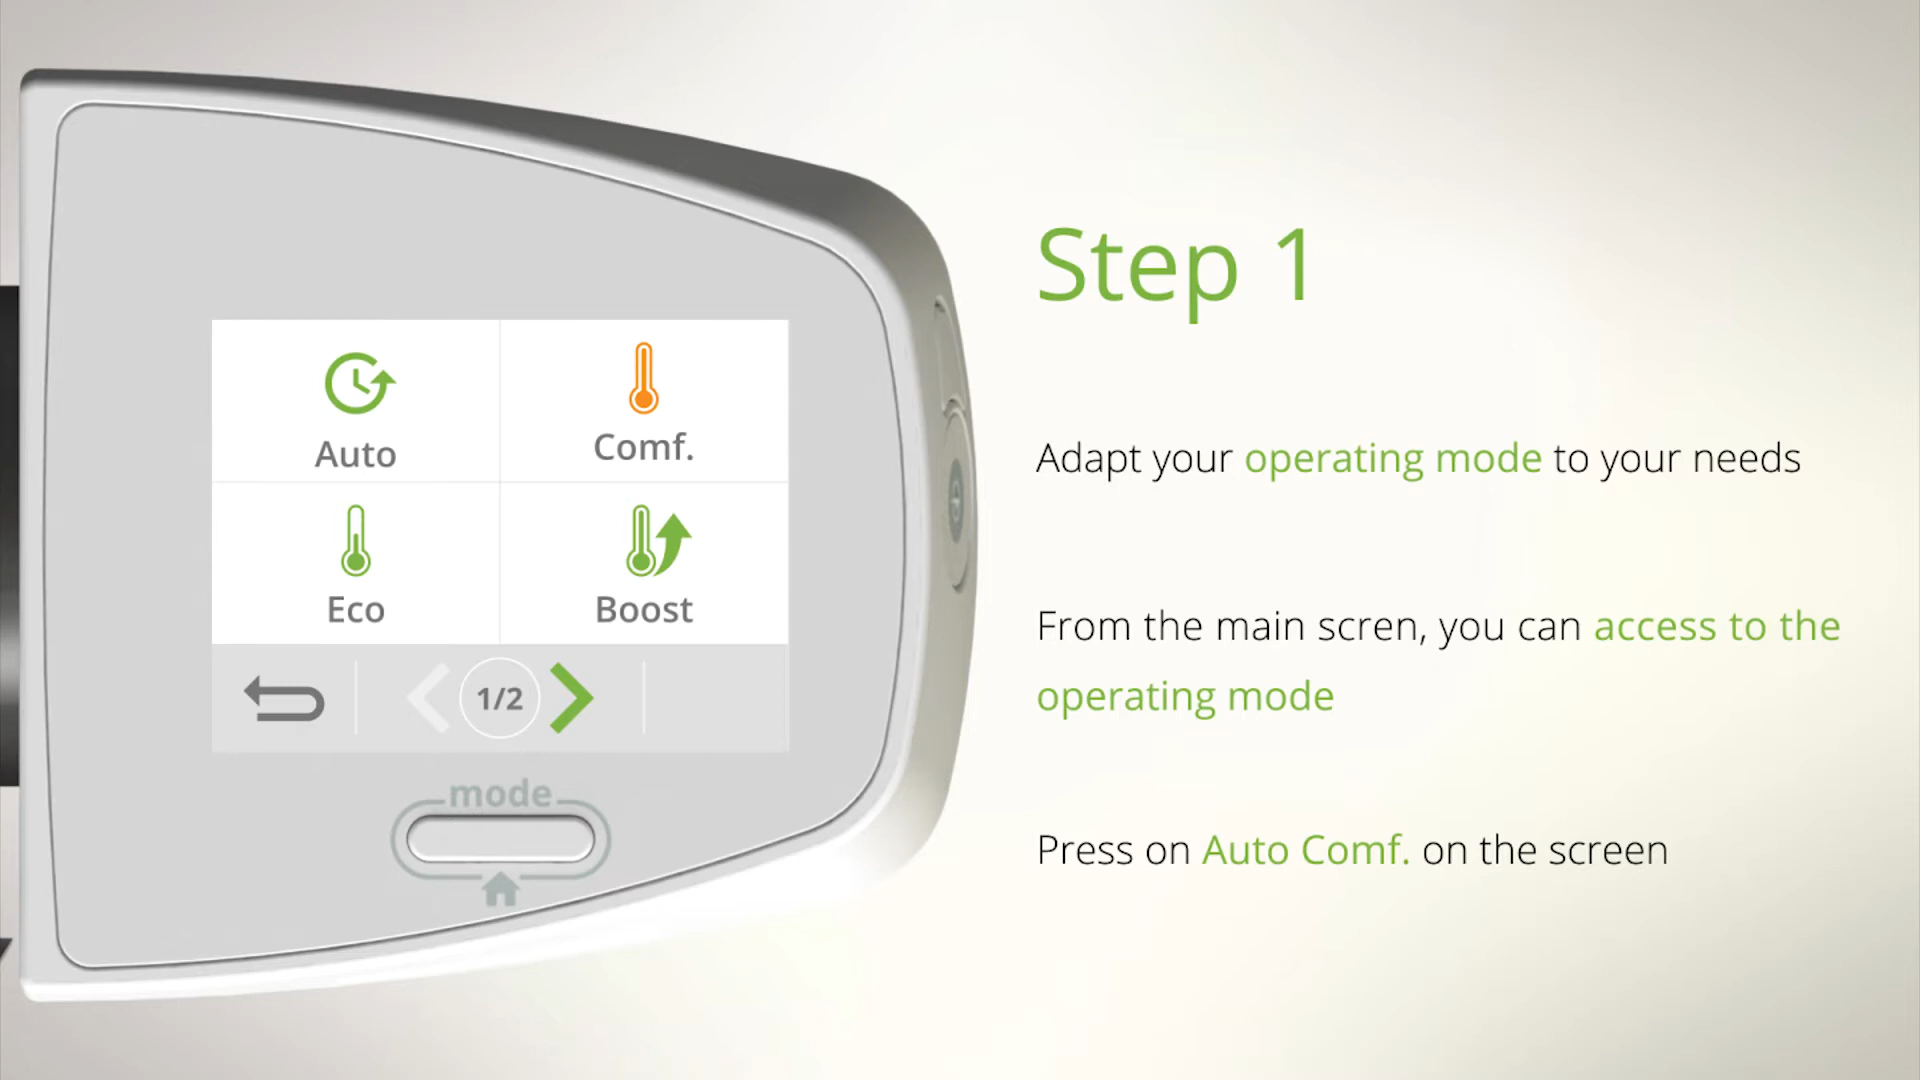 Auto
Comf.
Eco
Boost
1/2
mode
Step 1
Adapt your operating mode to your needs
From the main scren, you can access to the
operating mode
Press on Auto Comf. on the screen